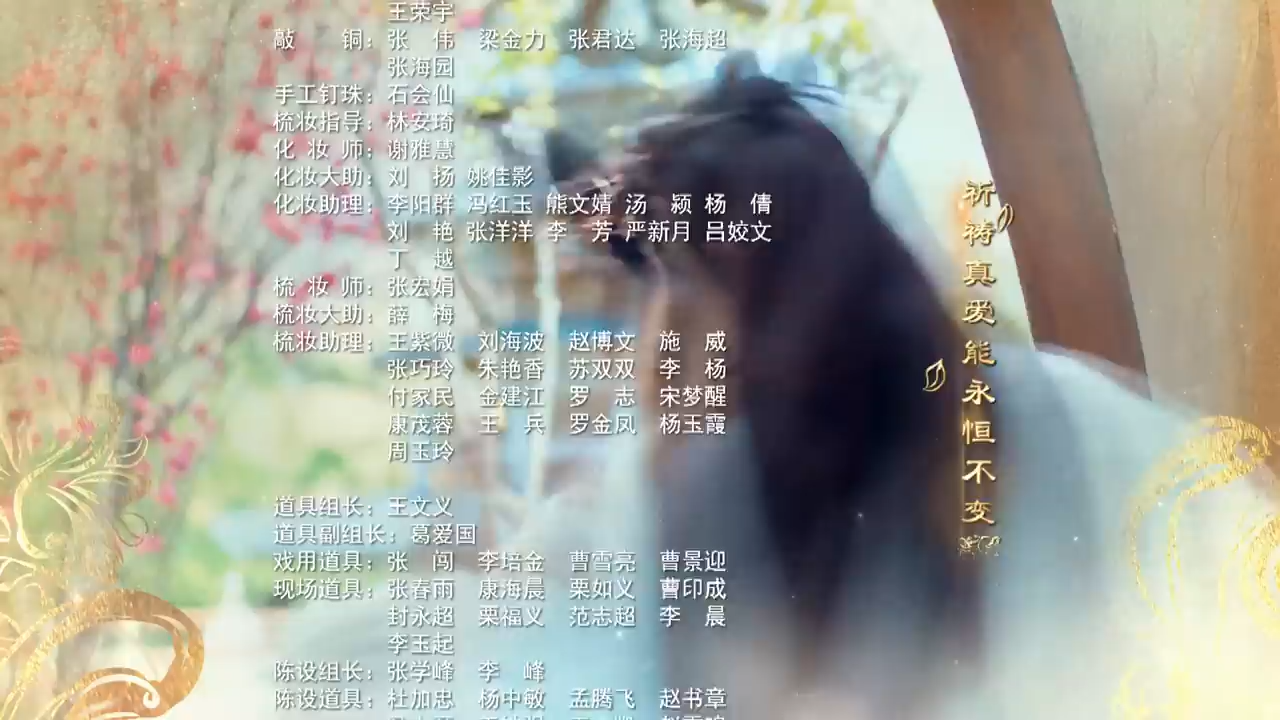 王荣宇
敲　　铜：张　伟　梁金力　张君达　张海超
张海园
手工钉珠：石会仙
梳妆指导：林安琦
化 妆 师：谢雅慧
化妆大助：刘　扬 姚佳影
化妆助理：李阳群 冯红玉 熊文婧 汤　颍 杨　倩
刘　艳 张洋洋 李　芳 严新月 吕姣文
丁　越
梳 妆 师：张宏娟
梳妆大助：薛　梅
梳妆助理：王紫微　刘海波　赵博文　施　威
张巧玲　朱艳香　苏双双　李　杨
付家民　金建江　罗　志　宋梦醒
康茂蓉　王　兵　罗金凤　杨玉霞
周玉玲
道具组长：王文义
道具副组长：葛爱国
戏用道具：张　闯　李培金　曹雪亮　曹景迎
现场道具：张春雨　康海晨　栗如义　曹印成
封永超　栗福义　范志超　李　晨
李玉起
陈设组长：张学峰　李　峰
陈设道具：杜加忠　杨中敏　孟腾飞　赵书章
祈祷真爱能永恒不变